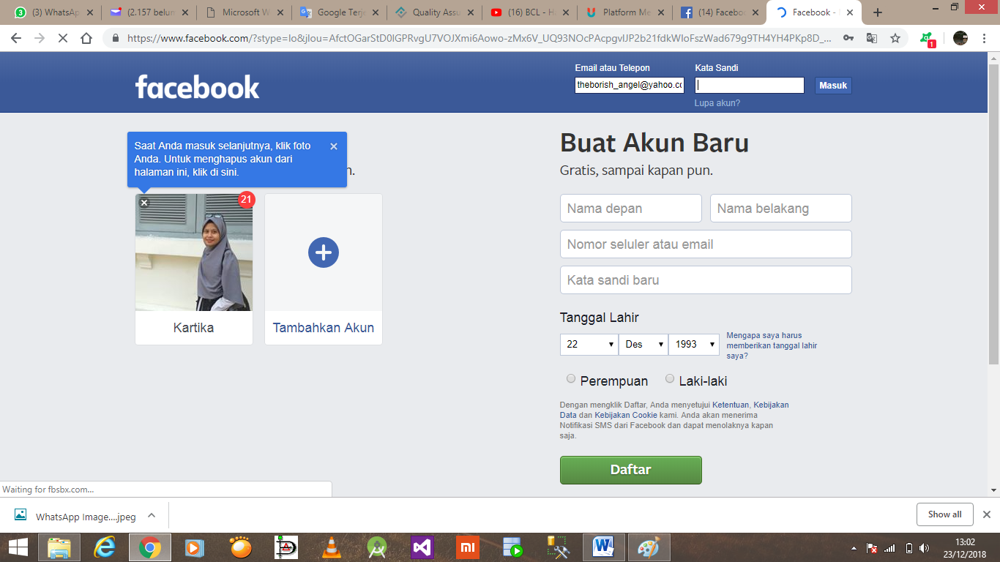 (3) WhatsA
(2.157 belun
Microsoft W
Google Terje
Quality Assu
(16) BCL - H
Platform Me
(14) Facebo
Facebook -
https://www.facebook.com/?stype=lo&jlou=AfctOGarStD0IGPRvgU7VOJXmi6Aowo-zMx6V_UQ93NOcPAcpgvIJP2b21fdkWIoFszWad679g9TH4YH4PKp8D_...
1
facebook
Email atau Telepon
Kata Sandi
theborish_angel@yahoo.co
Masuk
Lupa akun?
Saat Anda masuk selanjutnya, klik foto
Anda. Untuk menghapus akun dari
halaman ini, klik di sini.
n.
21
Kartika
Tambahkan Akun
Buat Akun Baru
Gratis, sampai kapan pun.
Nama depan
Nama belakang
Nomor seluler atau email
Kata sandi baru
Tanggal Lahir
22
Des
1993
Mengapa saya harus
memberikan tanggal lahir
saya?
Perempuan
Laki-laki
Dengan mengklik Daftar, Anda menyetujui Ketentuan, Kebijakan
Data dan Kebijakan Cookie kami. Anda akan menerima
Notifikasi SMS dari Facebook dan dapat menolaknya kapan
saja.
Daftar
Waiting for fbsbx.com...
WhatsApp Image....jpeg
Show all
13:02
23/12/2018